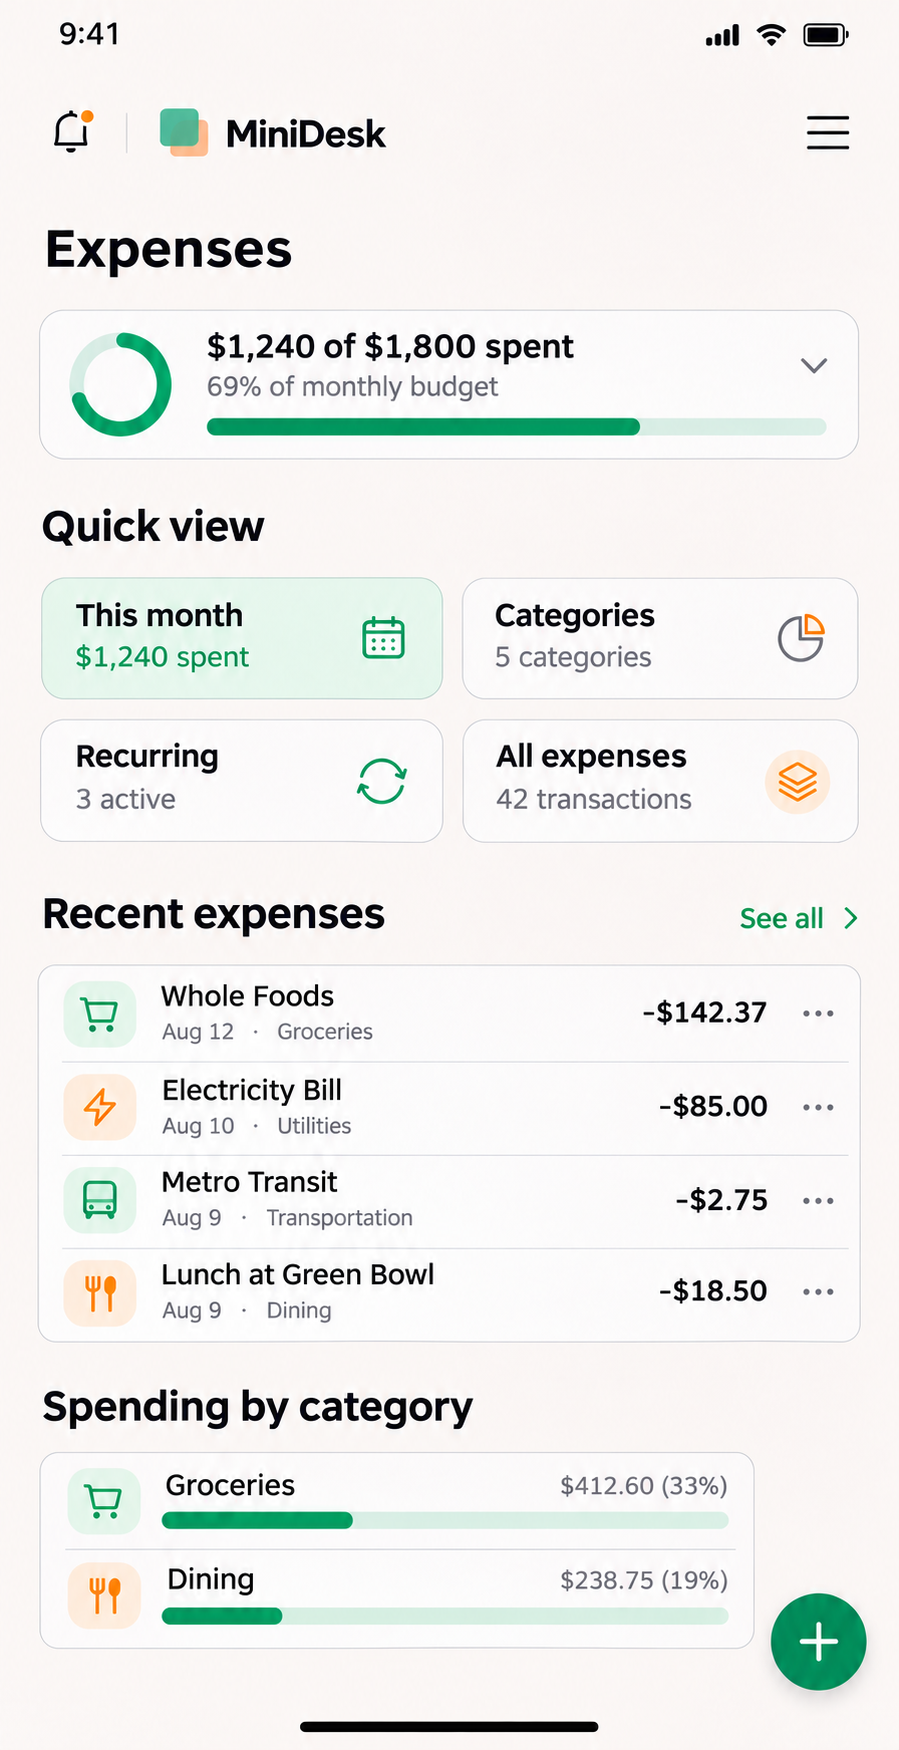 9:41
MiniDesk
Expenses
$1,240 of $1,800 spent
69% of monthly budget
Quick view
This month
$1,240 spent
Categories
5 categories
Recurring
3 active
All expenses
42 transactions
Recent expenses
See all
Whole Foods
Aug 12 · Groceries
-$142.37
Electricity Bill
Aug 10 · Utilities
-$85.00
Metro Transit
Aug 9 · Transportation
-$2.75
Lunch at Green Bowl
Aug 9 · Dining
-$18.50
Spending by category
Groceries
$412.60 (33%)
Dining
$238.75 (19%)